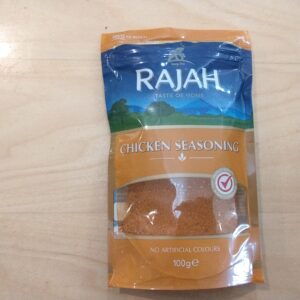 RAJAH
TASTE OF HOME
CHICKEN SEASONING
NO ARTIFICIAL COLOURS
100g℮